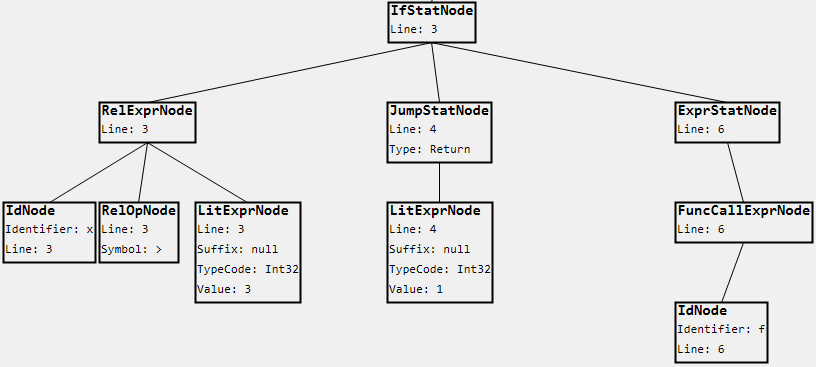 IfStatNode
Line: 3
RelExprNode
Line: 3
JumpStatNode
Line: 4
Type: Return
ExprStatNode
Line: 6
IdNode
Identifier: x
Line: 3
RelOpNode
Line: 3
Symbol: >
LitExprNode
Line: 3
Suffix: null
TypeCode: Int32
Value: 3
LitExprNode
Line: 4
Suffix: null
TypeCode: Int32
Value: 1
FuncCallExprNode
Line: 6
IdNode
Identifier: f
Line: 6